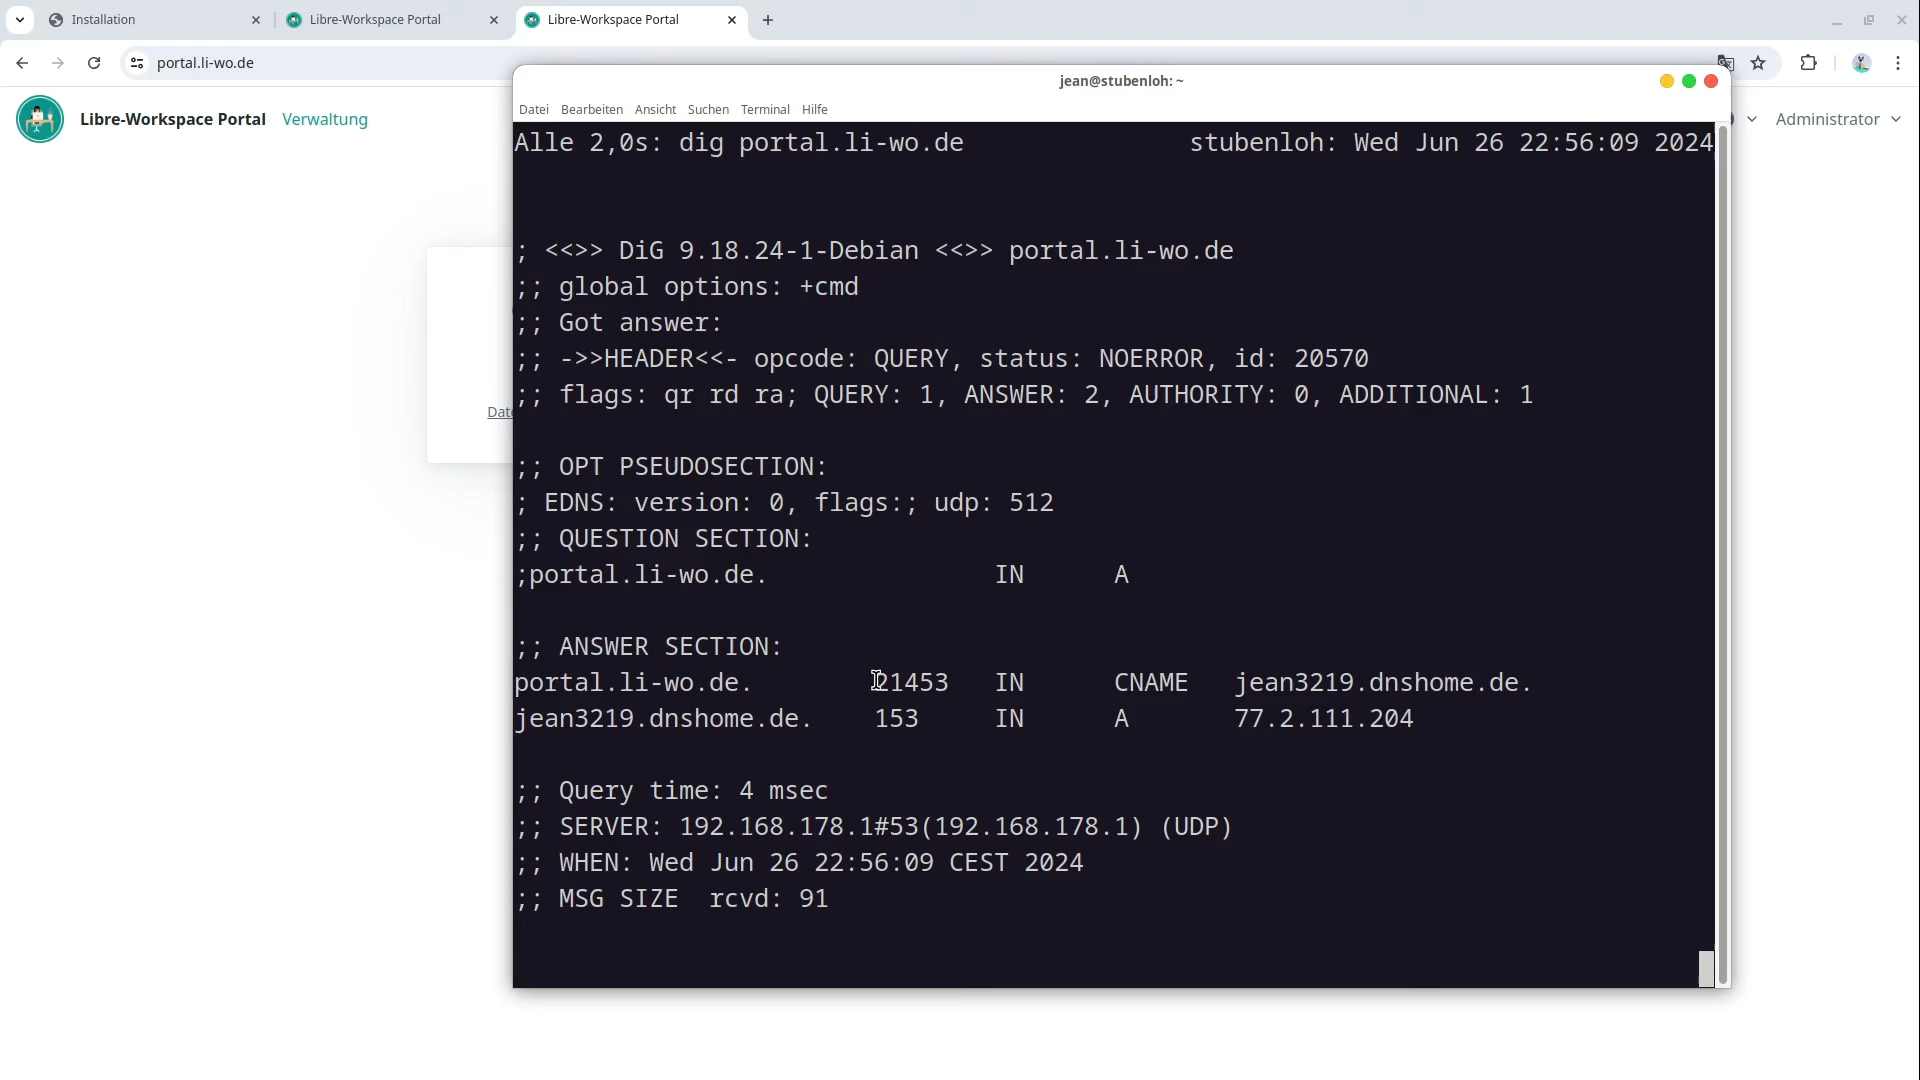 Installation
Libre-Workspace Portal
Libre-Workspace Portal
portal.li-wo.de
Libre-Workspace Portal
Verwaltung
Administrator
jean@stubenloh: ~
Datei Bearbeiten Ansicht Suchen Terminal Hilfe
Alle 2,0s: dig portal.li-wo.de stubenloh: Wed Jun 26 22:56:09 2024
; <<>> DiG 9.18.24-1-Debian <<>> portal.li-wo.de
;; global options: +cmd
;; Got answer:
;; ->>HEADER<<- opcode: QUERY, status: NOERROR, id: 20570
;; flags: qr rd ra; QUERY: 1, ANSWER: 2, AUTHORITY: 0, ADDITIONAL: 1
;; OPT PSEUDOSECTION:
; EDNS: version: 0, flags:; udp: 512
;; QUESTION SECTION:
;portal.li-wo.de. IN A
;; ANSWER SECTION:
portal.li-wo.de. 21453 IN CNAME jean3219.dnshome.de.
jean3219.dnshome.de. 153 IN A 77.2.111.204
;; Query time: 4 msec
;; SERVER: 192.168.178.1#53(192.168.178.1) (UDP)
;; WHEN: Wed Jun 26 22:56:09 CEST 2024
;; MSG SIZE rcvd: 91